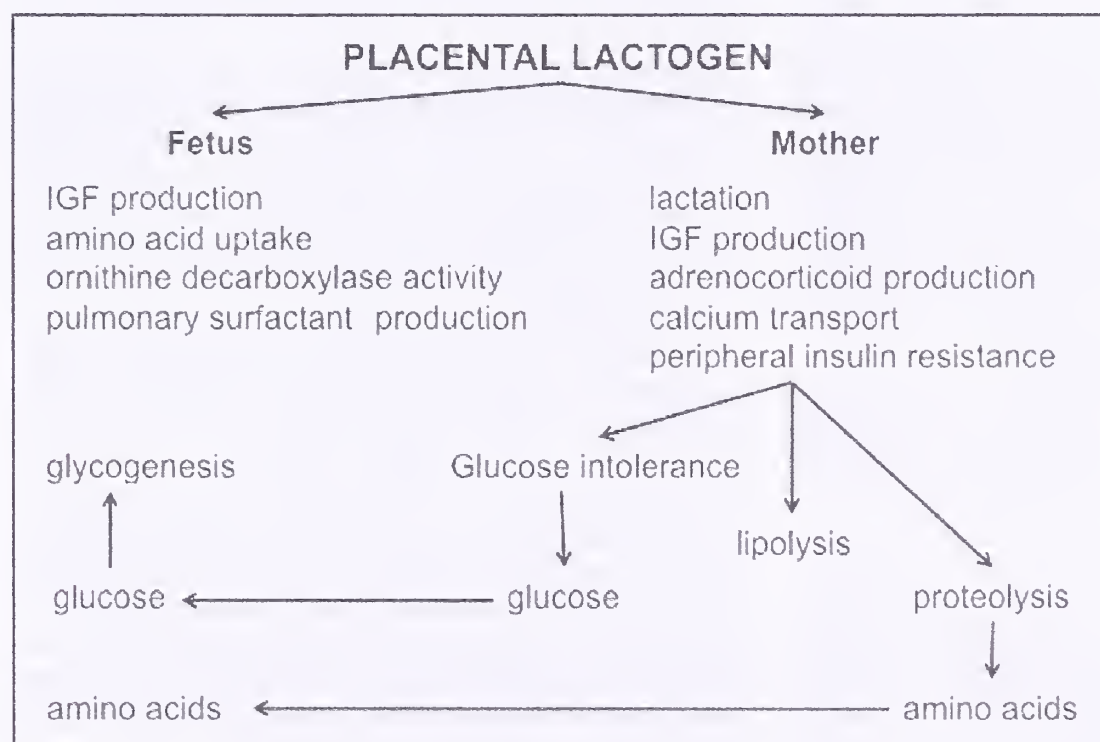 PLACENTAL LACTOGEN
Fetus
IGF production
amino acid uptake
ornithine decarboxylase activity
pulmonary surfactant production
Mother
lactation
IGF production
adrenocorticoid production
calcium transport
peripheral insulin resistance
glycogenesis
Glucose intolerance
lipolysis
glucose
glucose
proteolysis
amino acids
amino acids